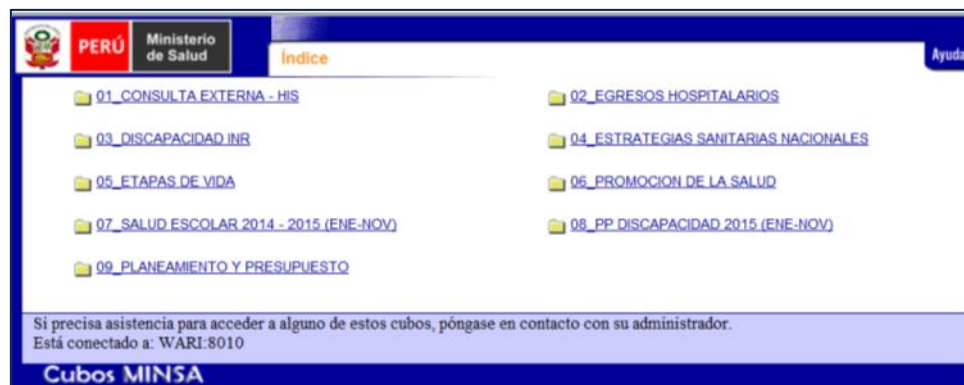 PERÚ
Ministerio
de Salud
Índice
Ayuda
01_CONSULTA EXTERNA - HIS
02_EGRESOS HOSPITALARIOS
03_DISCAPACIDAD INR
04_ESTRATEGIAS SANITARIAS NACIONALES
05_ETAPAS DE VIDA
06_PROMOCION DE LA SALUD
07_SALUD ESCOLAR 2014 - 2015 (ENE-NOV)
08_PP DISCAPACIDAD 2015 (ENE-NOV)
09_PLANEAMIENTO Y PRESUPUESTO
Si precisa asistencia para acceder a alguno de estos cubos, póngase en contacto con su administrador.
Está conectado a: WARI:8010
Cubos MINSA